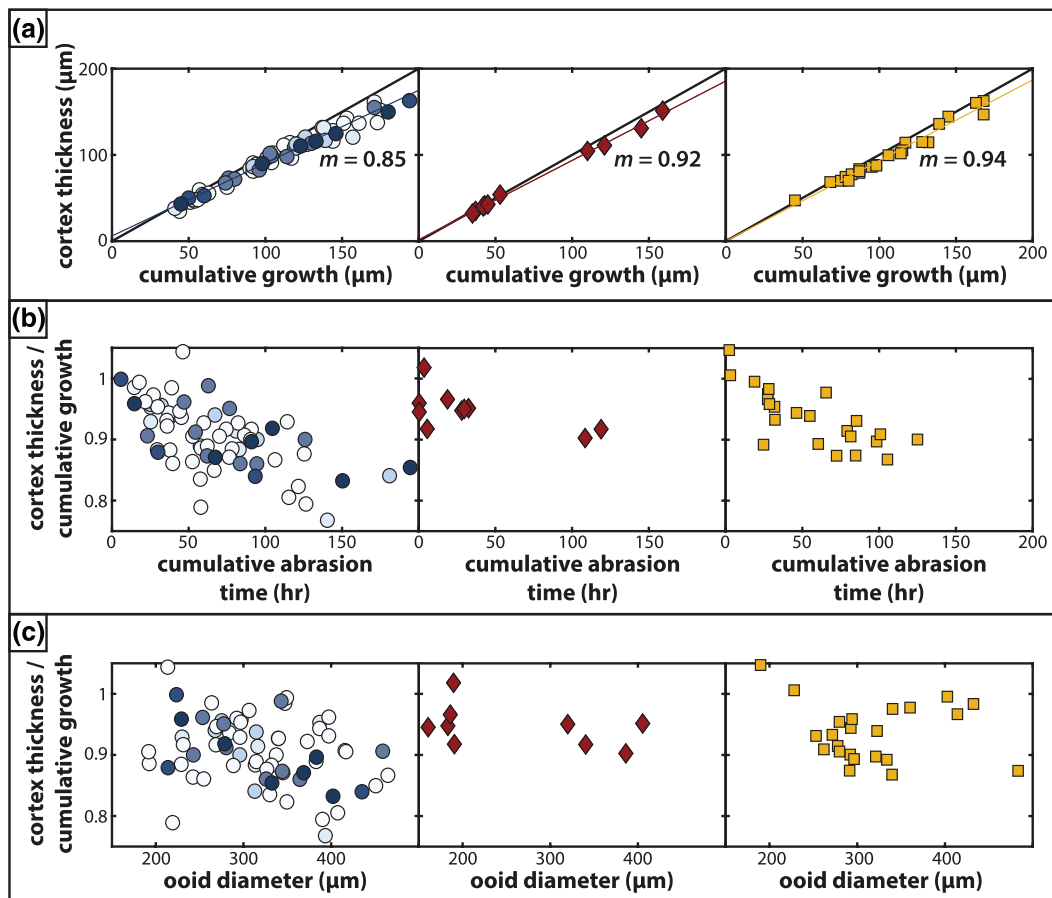 (a)
cortex thickness (µm)
200
100
0
m = 0.85
m = 0.92
m = 0.94
0 50 100 150 0 50 100 150 0 50 100 150 200
cumulative growth (µm) cumulative growth (µm) cumulative growth (µm)
(b)
cortex thickness /
cumulative growth
1
0.9
0.8
0 50 100 150 0 50 100 150 0 50 100 150 200
cumulative abrasion cumulative abrasion cumulative abrasion
time (hr) time (hr) time (hr)
(c)
cortex thickness /
cumulative growth
1
0.9
0.8
200 300 400 200 300 400 200 300 400
ooid diameter (µm) ooid diameter (µm) ooid diameter (µm)